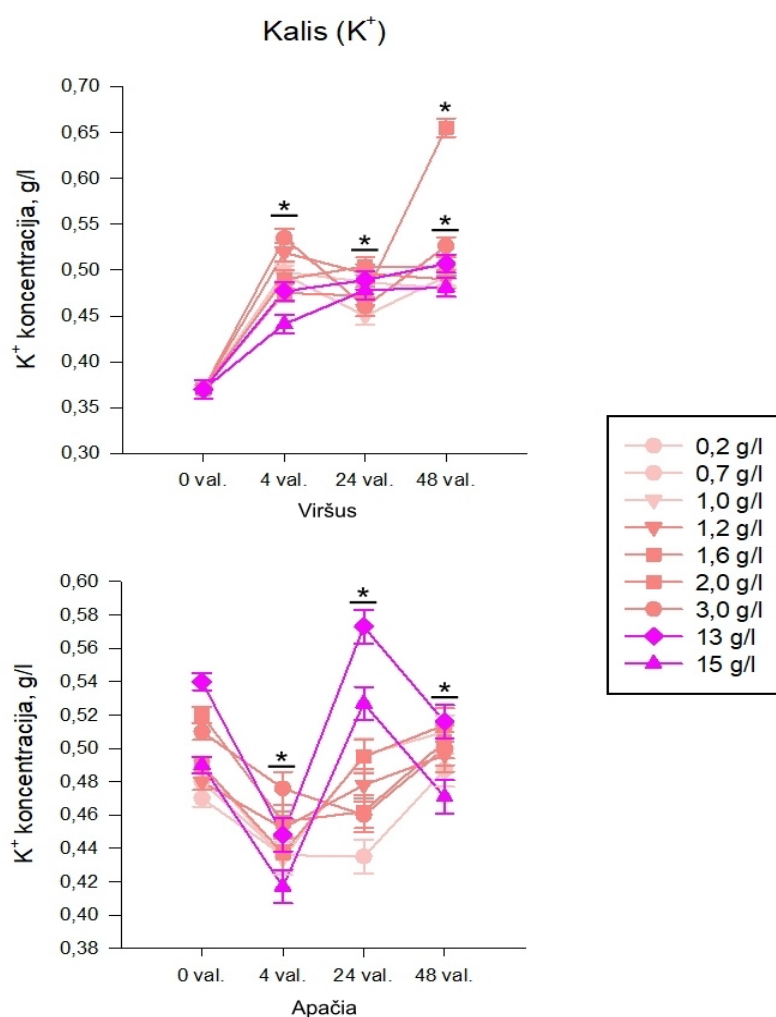 Kalis (K⁺)
K⁺ koncentracija, g/l
0,70
0,65
0,60
0,55
0,50
0,45
0,40
0,35
0,30
*
*
*
*
0 val. 4 val. 24 val. 48 val.
Viršus
0,2 g/l
0,7 g/l
1,0 g/l
1,2 g/l
1,6 g/l
2,0 g/l
3,0 g/l
13 g/l
15 g/l
K⁺ koncentracija, g/l
0,60
0,58
0,56
0,54
0,52
0,50
0,48
0,46
0,44
0,42
0,40
0,38
*
*
*
0 val. 4 val. 24 val. 48 val.
Apačia